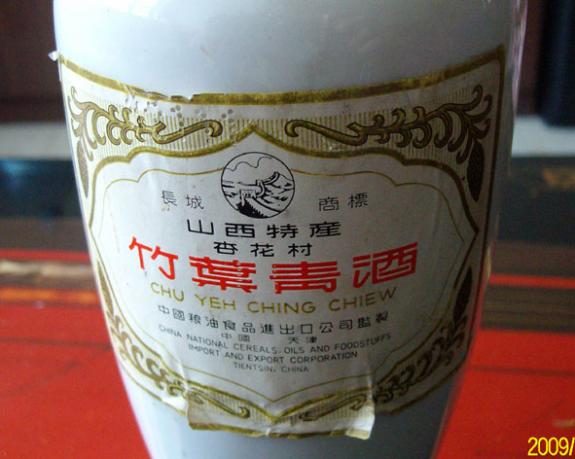 長城 商標
山西特產
杏花村
竹葉青酒
CHU YEH CHING CHIEW
中國粮油食品進出口公司監製
中國 天津
CHINA NATIONAL CEREALS, OILS AND FOODSTUFFS
IMPORT AND EXPORT CORPORATION
TIENTSIN, CHINA
2009/